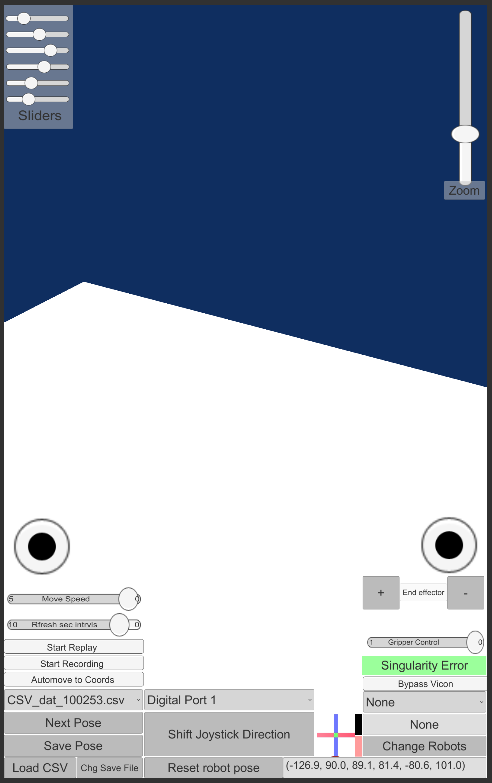 Sliders
Zoom
5 Move Speed 0
10 Rfresh sec intrvls 0
+ End effector -
1 Gripper Control 0
Start Replay
Start Recording
Automove to Coords
Singularity Error
Bypass Vicon
CSV_dat_100253.csv
Digital Port 1
None
Next Pose
Save Pose
Shift Joystick Direction
None
Change Robots
Load CSV
Chg Save File
Reset robot pose
(-126.9, 90.0, 89.1, 81.4, -80.6, 101.0)